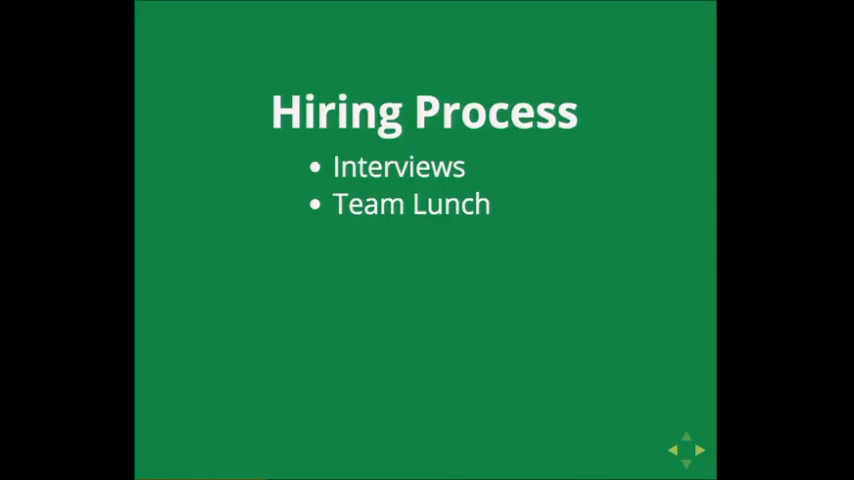 Hiring Process
• Interviews
• Team Lunch